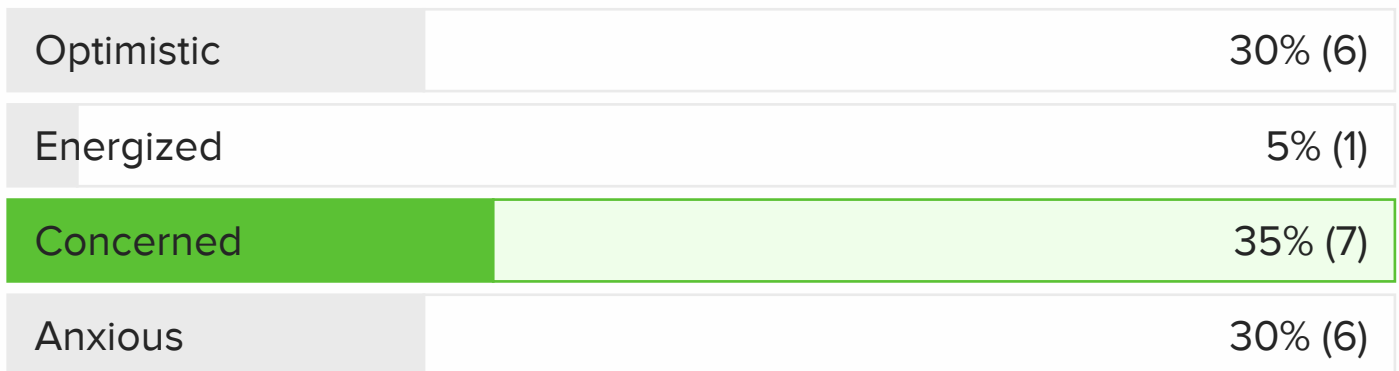 Optimistic 30% (6)
Energized 5% (1)
Concerned 35% (7)
Anxious 30% (6)